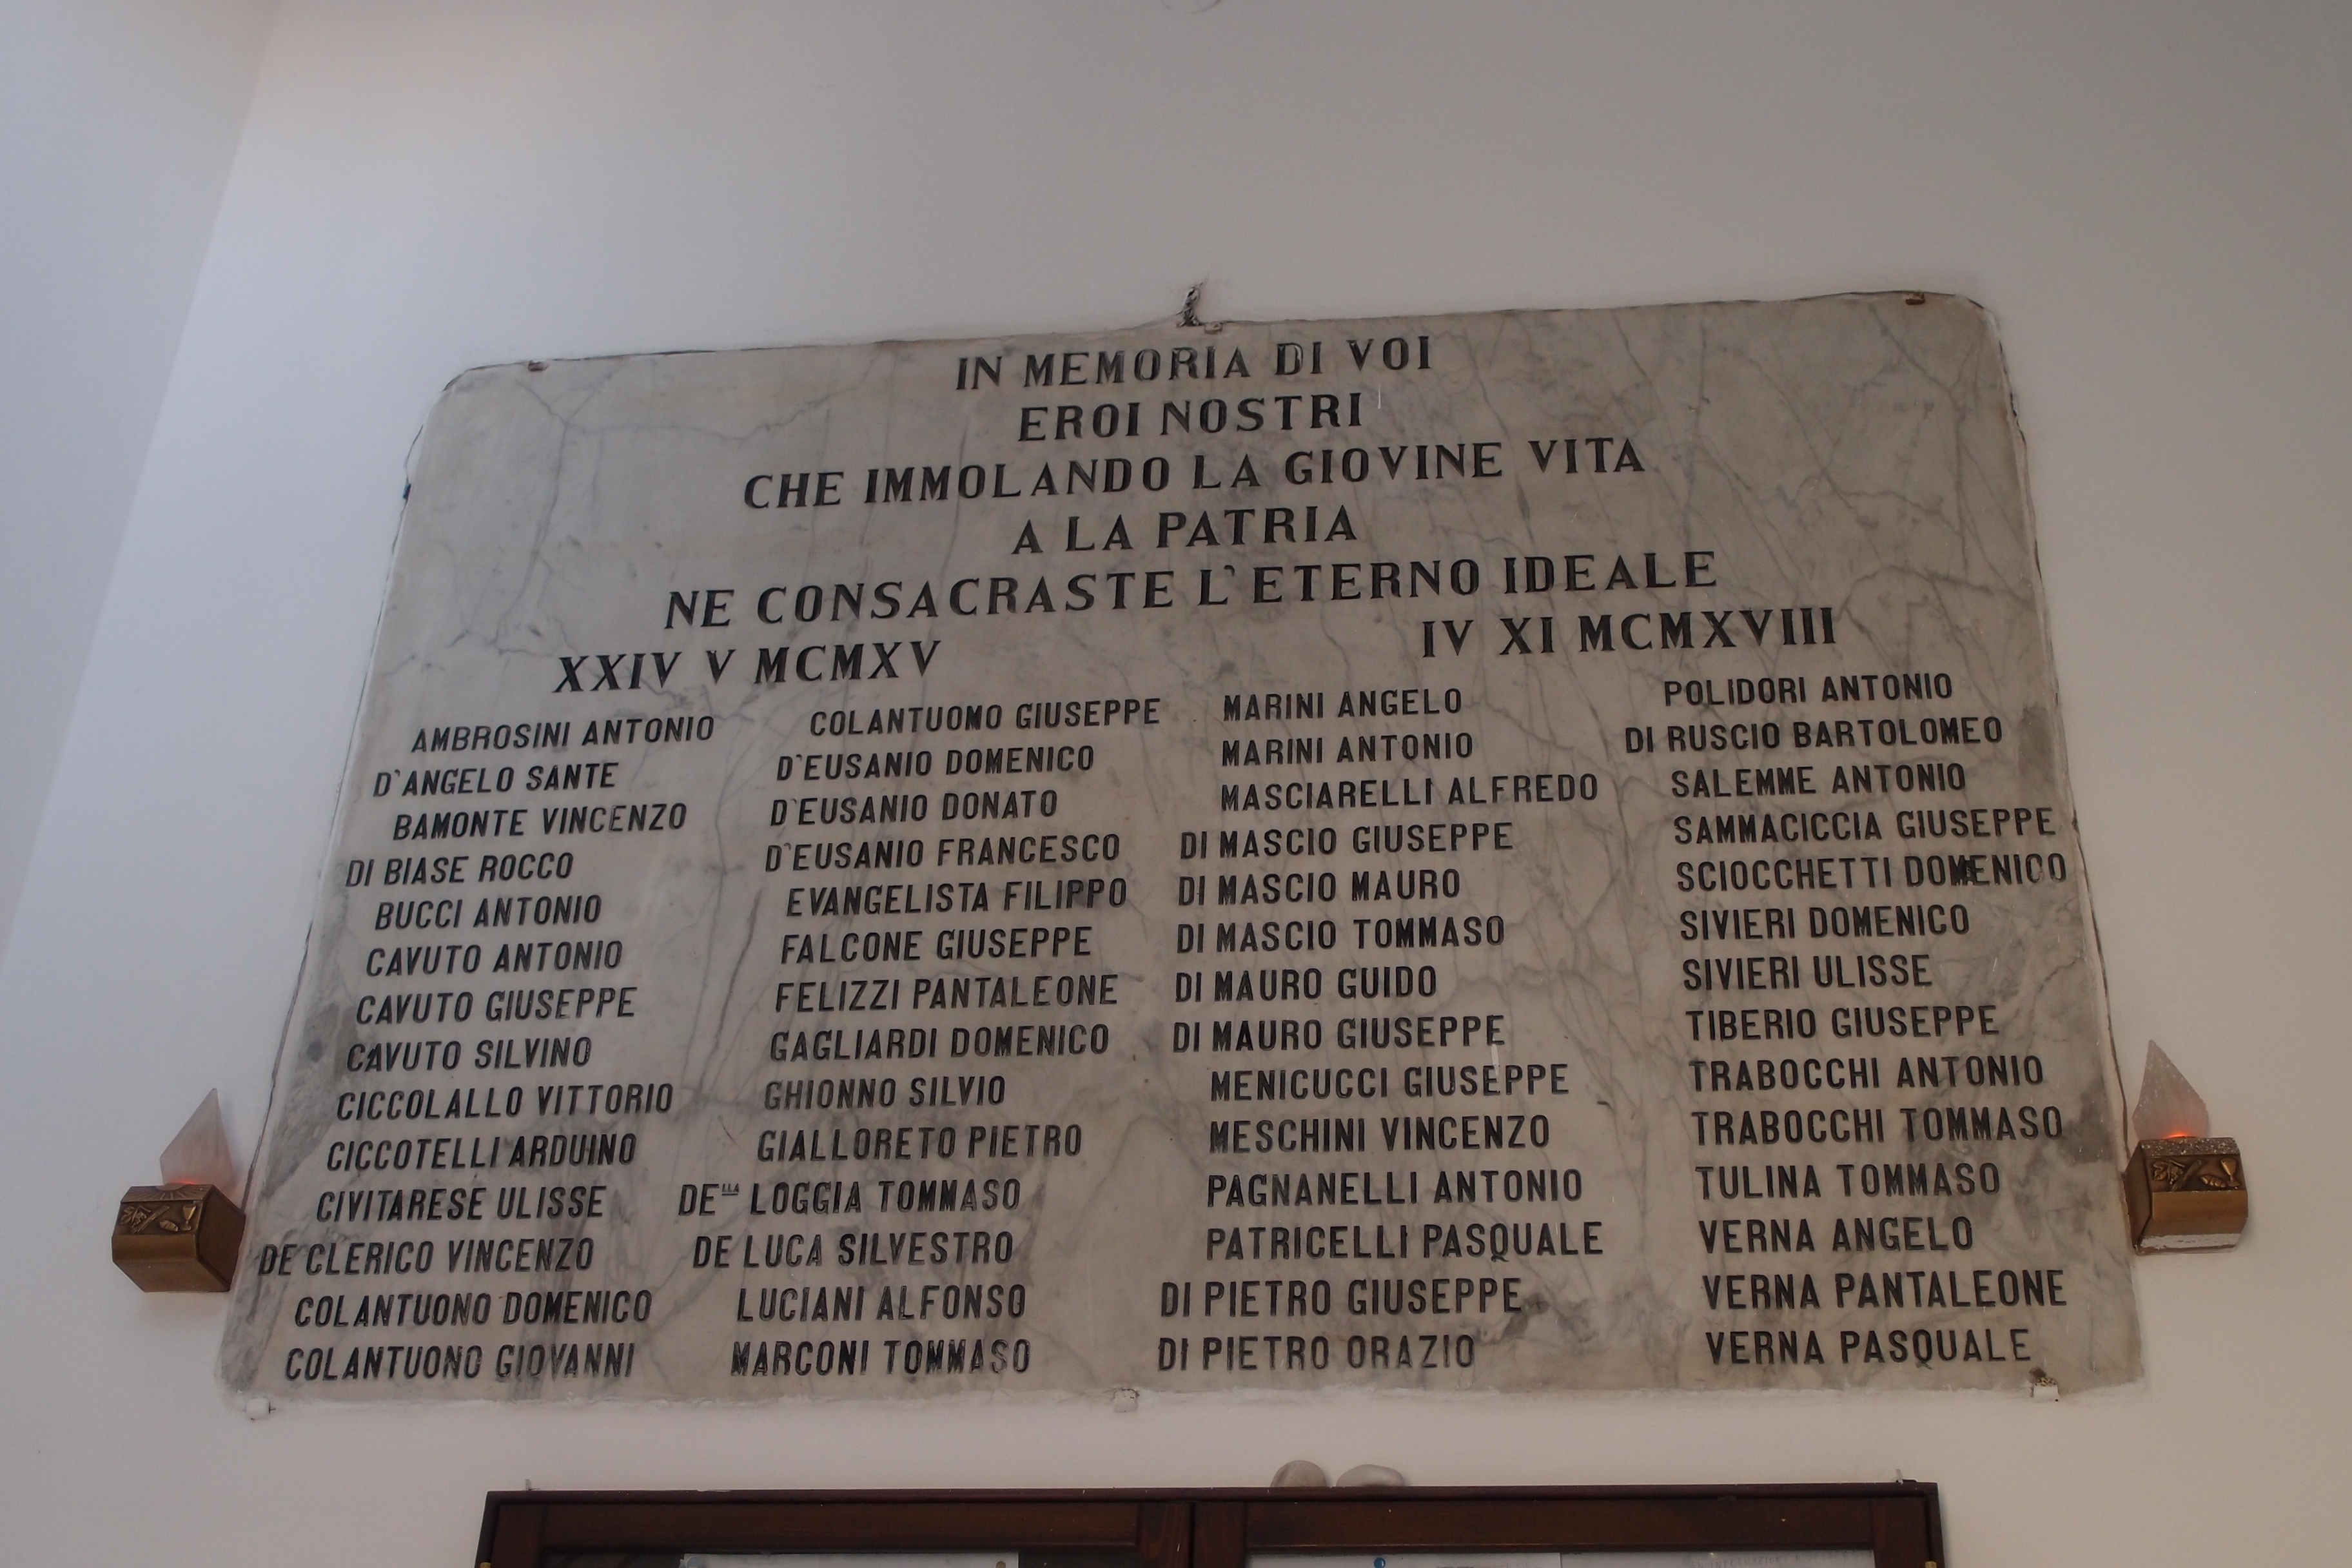 IN MEMORIA DI VOI
EROI NOSTRI
CHE IMMOLANDO LA GIOVINE VITA
A LA PATRIA
NE CONSACRASTE L'ETERNO IDEALE
XXIV V MCMXV
IV XI MCMXVIII
AMBROSINI ANTONIO
D'ANGELO SANTE
BAMONTE VINCENZO
DI BIASE ROCCO
BUCCI ANTONIO
CAVUTO ANTONIO
CAVUTO GIUSEPPE
CAVUTO SILVINO
CICCOLALLO VITTORIO
CICCOTELLI ARDUINO
CIVITARESE ULISSE
DE CLERICO VINCENZO
COLANTUONO DOMENICO
COLANTUONO GIOVANNI
COLANTUOMO GIUSEPPE
D'EUSANIO DOMENICO
D'EUSANIO DONATO
D'EUSANIO FRANCESCO
EVANGELISTA FILIPPO
FALCONE GIUSEPPE
FELIZZI PANTALEONE
GAGLIARDI DOMENICO
GHIONNO SILVIO
GIALLORETO PIETRO
DELLA LOGGIA TOMMASO
DE LUCA SILVESTRO
LUCIANI ALFONSO
MARCONI TOMMASO
MARINI ANGELO
MARINI ANTONIO
MASCIARELLI ALFREDO
DI MASCIO GIUSEPPE
DI MASCIO MAURO
DI MASCIO TOMMASO
DI MAURO GUIDO
DI MAURO GIUSEPPE
MENICUCCI GIUSEPPE
MESCHINI VINCENZO
PAGNANELLI ANTONIO
PATRICELLI PASQUALE
DI PIETRO GIUSEPPE
DI PIETRO ORAZIO
POLIDORI ANTONIO
DI RUSCIO BARTOLOMEO
SALEMME ANTONIO
SAMMACICCIA GIUSEPPE
SCIOCCHETTI DOMENICO
SIVIERI DOMENICO
SIVIERI ULISSE
TIBERIO GIUSEPPE
TRABOCCHI ANTONIO
TRABOCCHI TOMMASO
TULINA TOMMASO
VERNA ANGELO
VERNA PANTALEONE
VERNA PASQUALE